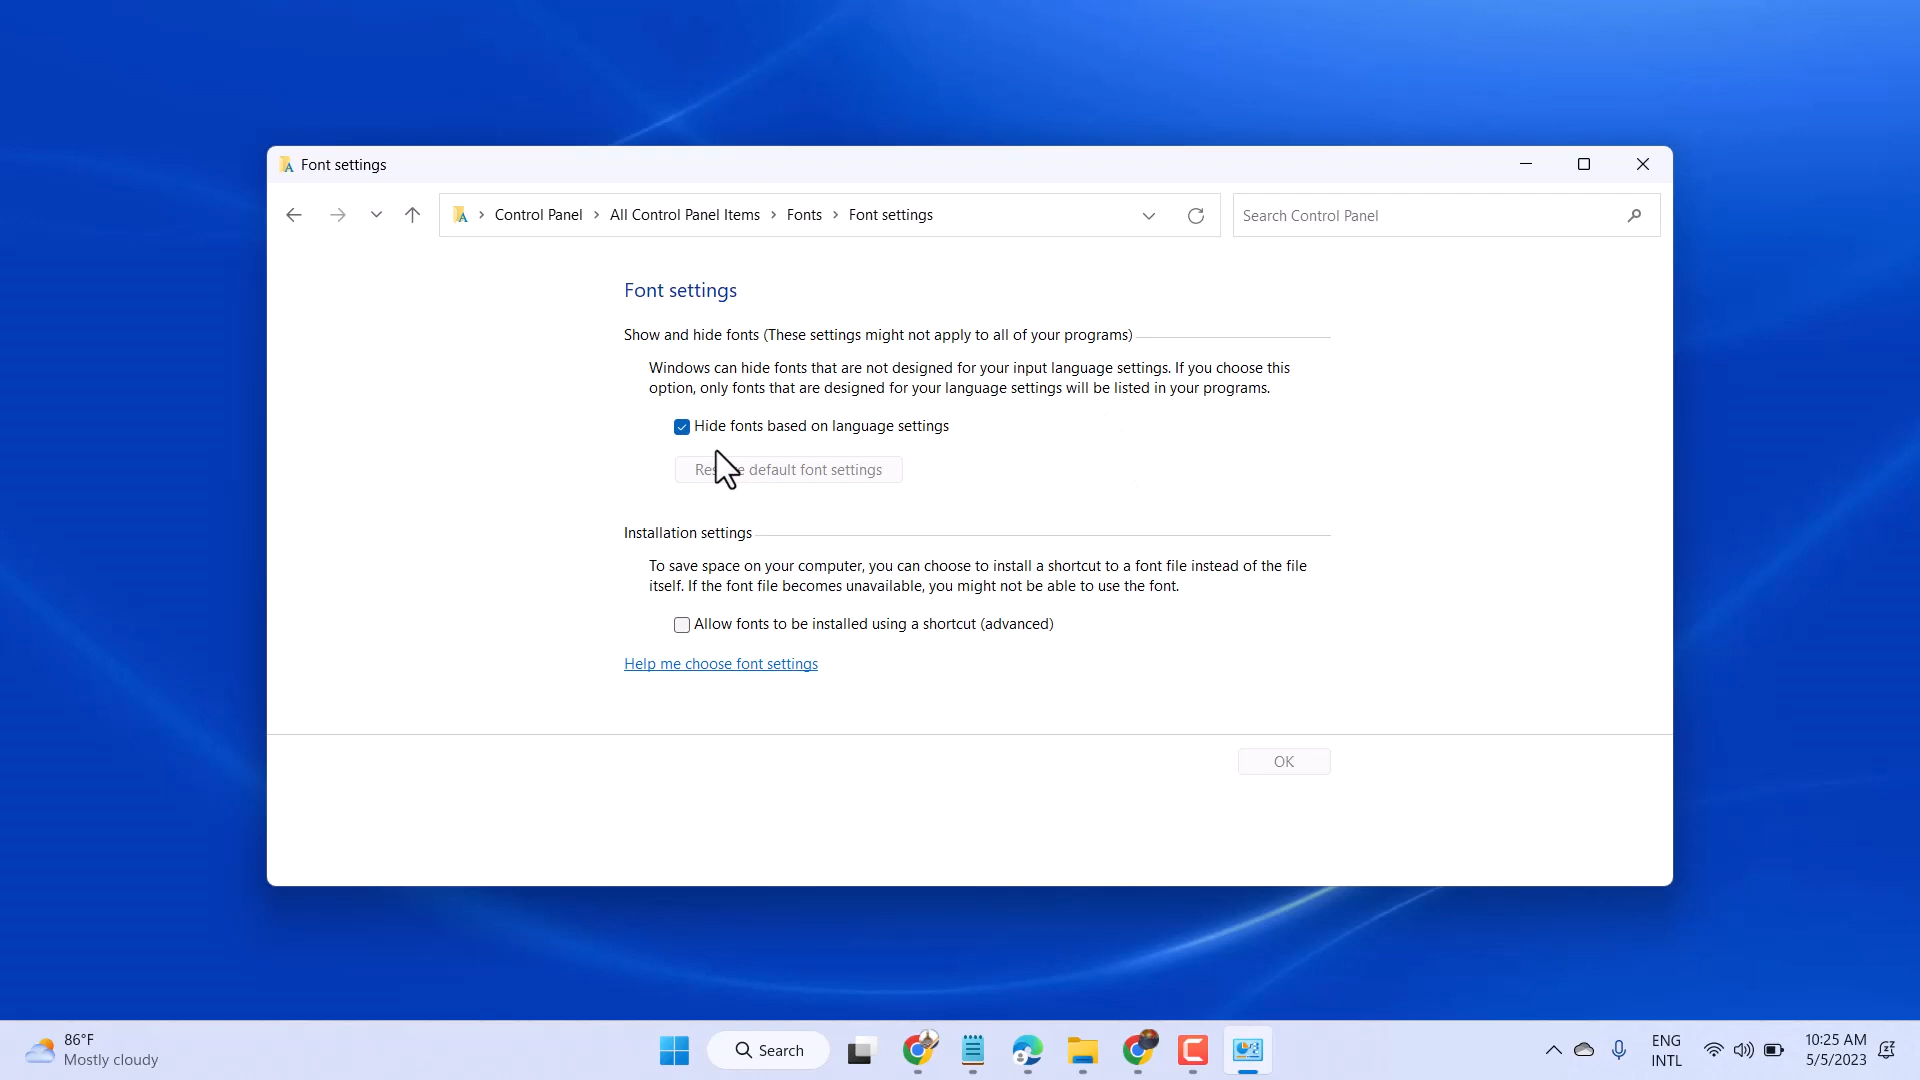 Font settings
Control Panel > All Control Panel Items > Fonts > Font settings
Search Control Panel
Font settings
Show and hide fonts (These settings might not apply to all of your programs)
Windows can hide fonts that are not designed for your input language settings. If you choose this
option, only fonts that are designed for your language settings will be listed in your programs.
Hide fonts based on language settings
default font settings
Installation settings
To save space on your computer, you can choose to install a shortcut to a font file instead of the file
itself. If the font file becomes unavailable, you might not be able to use the font.
Allow fonts to be installed using a shortcut (advanced)
Help me choose font settings
OK
86°F
Mostly cloudy
Search
ENG
INTL
10:25 AM
5/5/2023